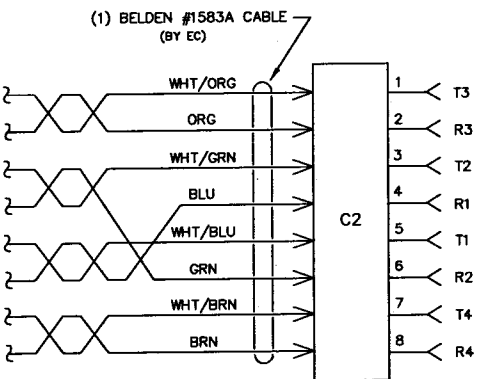 (1) BELDEN #1583A CABLE
(BY EC)
WHT/ORG 1 T3
ORG 2 R3
WHT/GRN 3 T2
BLU 4 R1
C2
WHT/BLU 5 T1
GRN 6 R2
WHT/BRN 7 T4
BRN 8 R4